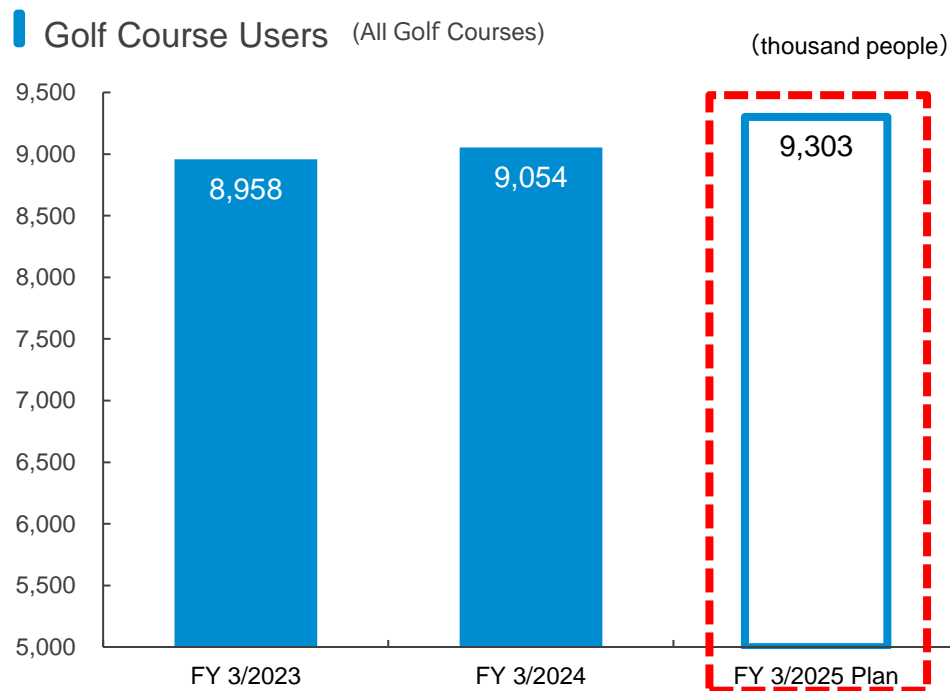 Golf Course Users (All Golf Courses)
（thousand people）
9,500
9,000
8,500
8,000
7,500
7,000
6,500
6,000
5,500
5,000
8,958
9,054
9,303
FY 3/2023
FY 3/2024
FY 3/2025 Plan